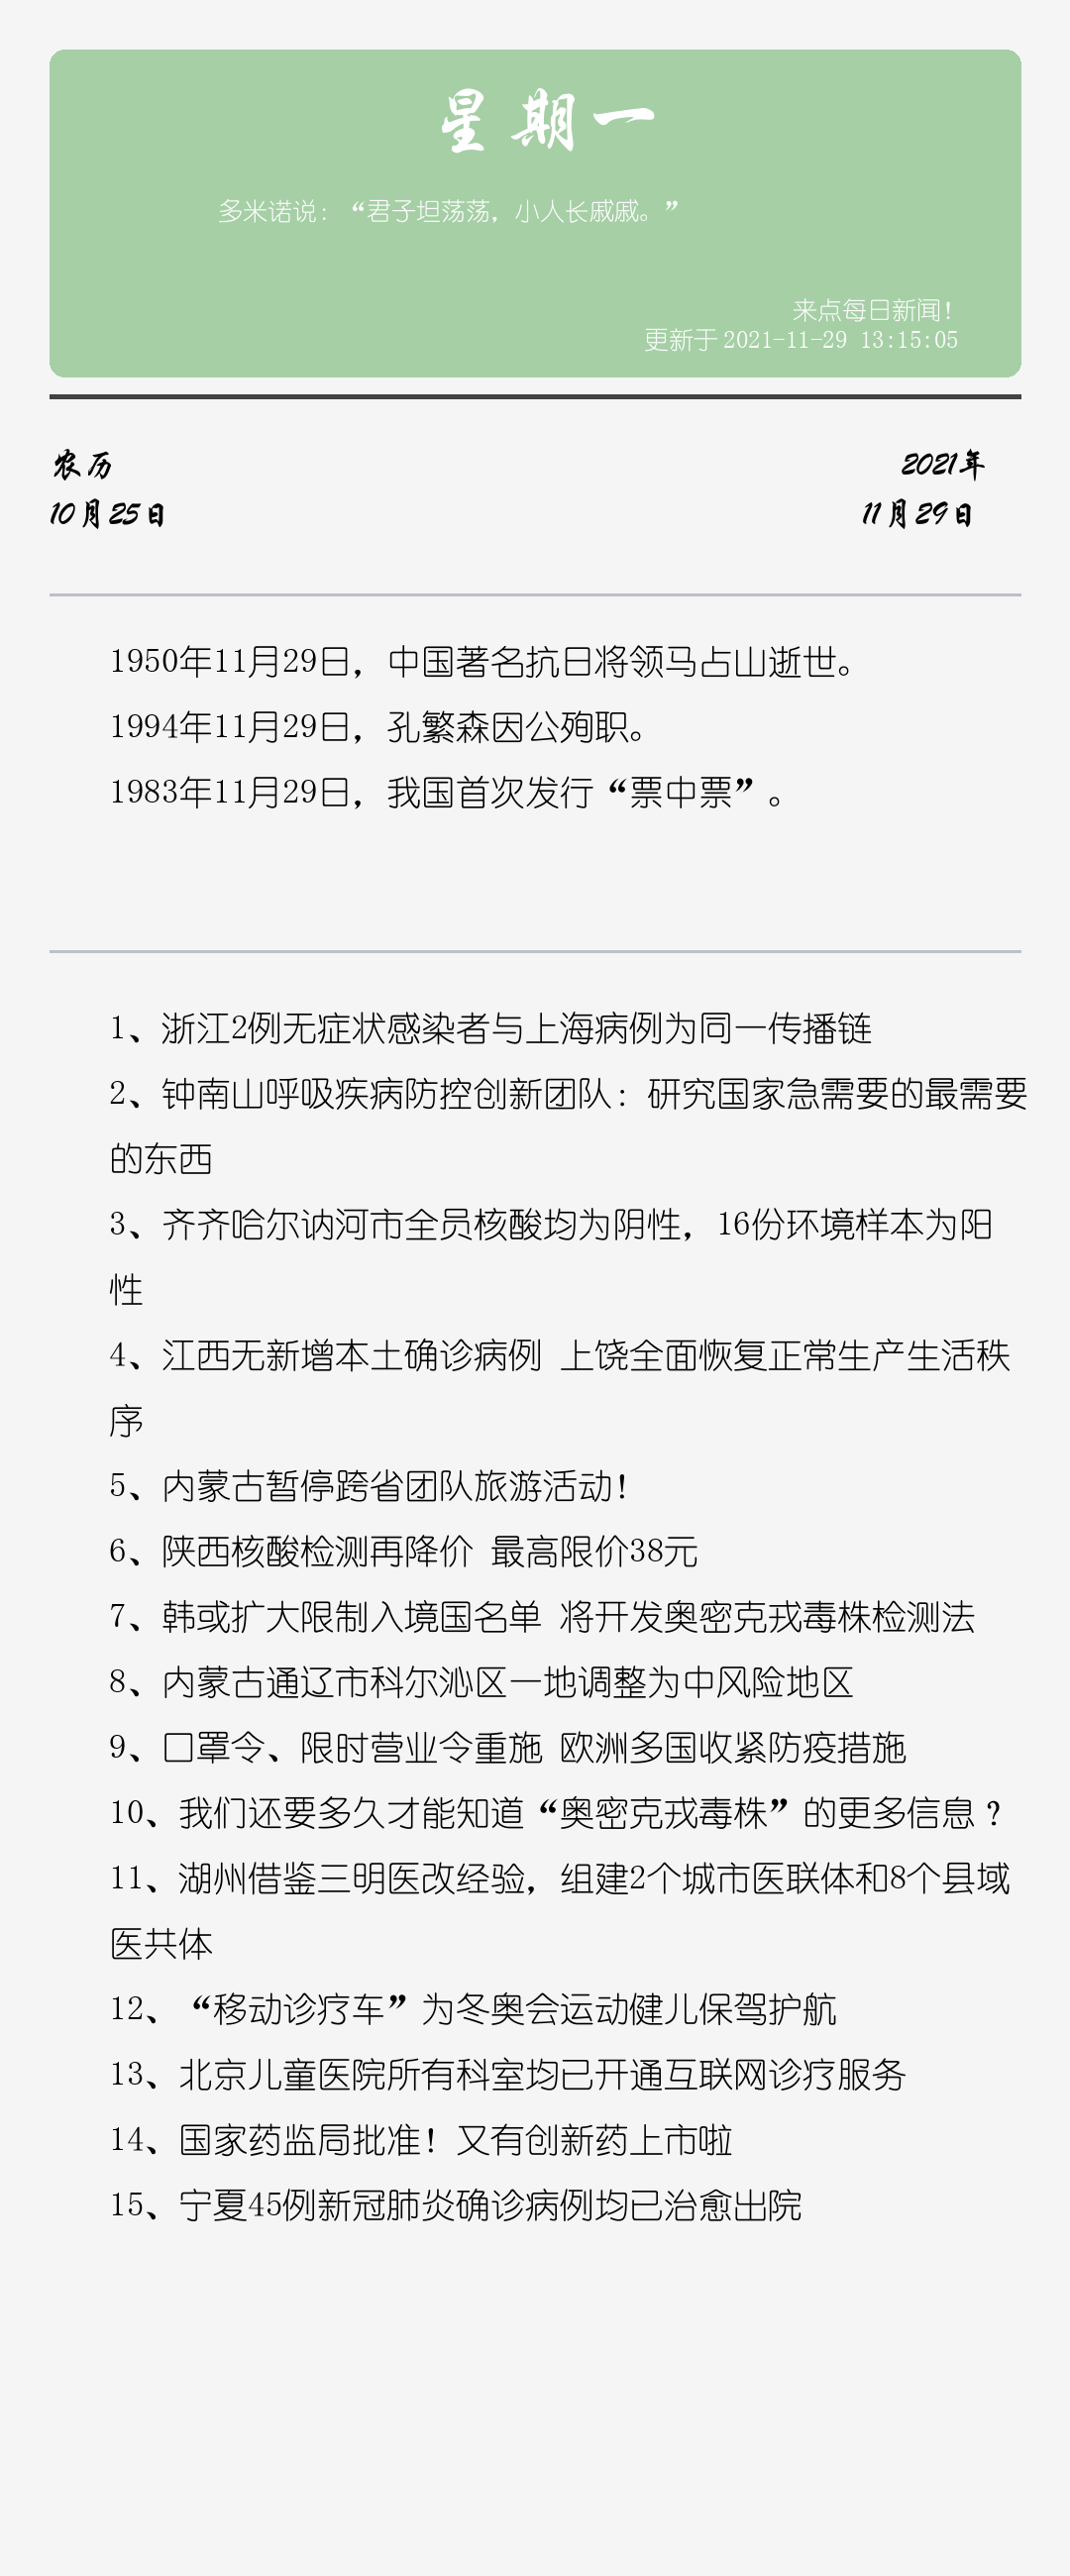 星期一
多米诺说：“君子坦荡荡，小人长戚戚。”
来点每日新闻！
更新于 2021-11-29 13:15:05
农历
2021年
10月25日
11月29日
1950年11月29日，中国著名抗日将领马占山逝世。
1994年11月29日，孔繁森因公殉职。
1983年11月29日，我国首次发行“票中票”。
1、浙江2例无症状感染者与上海病例为同一传播链
2、钟南山呼吸疾病防控创新团队：研究国家急需要的最需要
的东西
3、齐齐哈尔讷河市全员核酸均为阴性，16份环境样本为阳
性
4、江西无新增本土确诊病例 上饶全面恢复正常生产生活秩
序
5、内蒙古暂停跨省团队旅游活动！
6、陕西核酸检测再降价 最高限价38元
7、韩或扩大限制入境国名单 将开发奥密克戎毒株检测法
8、内蒙古通辽市科尔沁区一地调整为中风险地区
9、口罩令、限时营业令重施 欧洲多国收紧防疫措施
10、我们还要多久才能知道“奥密克戎毒株”的更多信息？
11、湖州借鉴三明医改经验，组建2个城市医联体和8个县域
医共体
12、“移动诊疗车”为冬奥会运动健儿保驾护航
13、北京儿童医院所有科室均已开通互联网诊疗服务
14、国家药监局批准！又有创新药上市啦
15、宁夏45例新冠肺炎确诊病例均已治愈出院